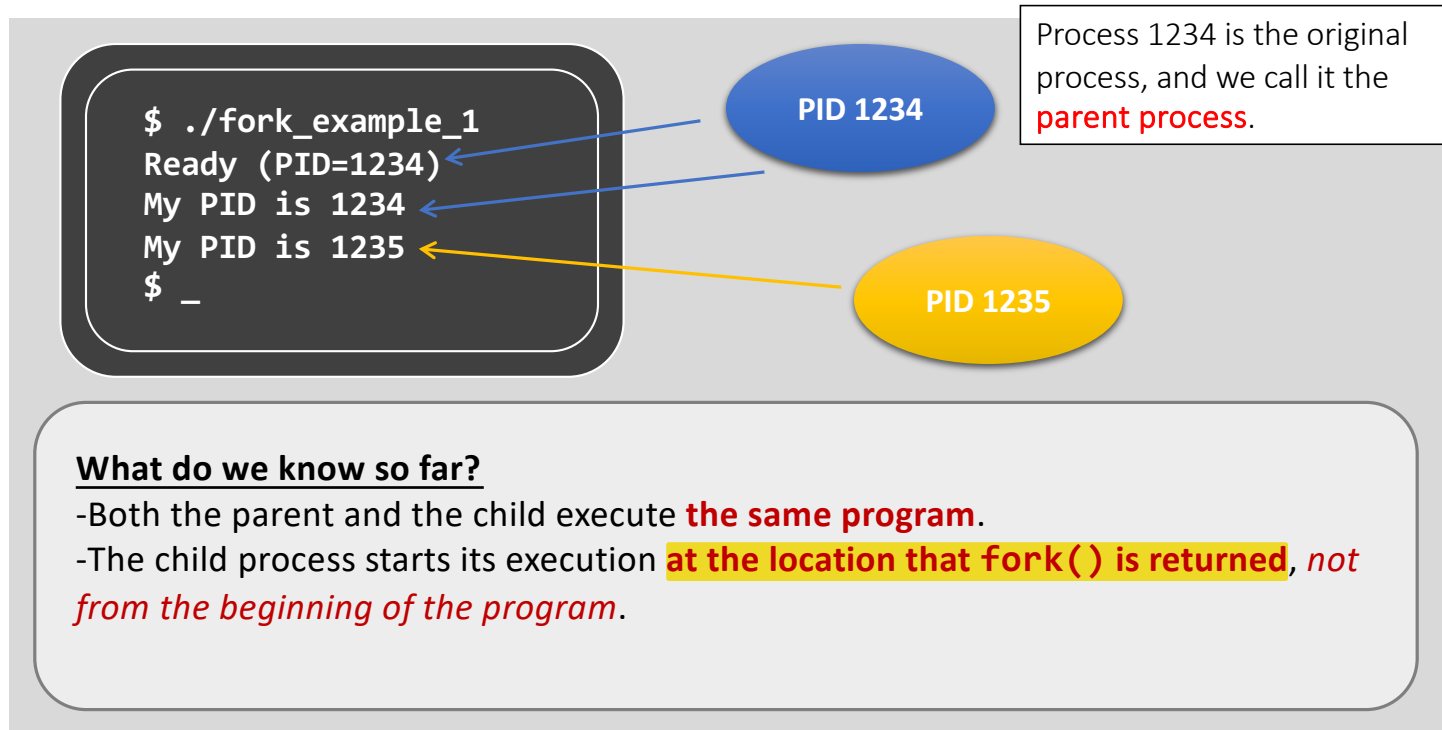 Process 1234 is the original
process, and we call it the
parent process.
$ ./fork_example_1
Ready (PID=1234)
My PID is 1234
My PID is 1235
$ _
PID 1234
PID 1235
What do we know so far?
-Both the parent and the child execute the same program.
-The child process starts its execution at the location that fork() is returned, not
from the beginning of the program.